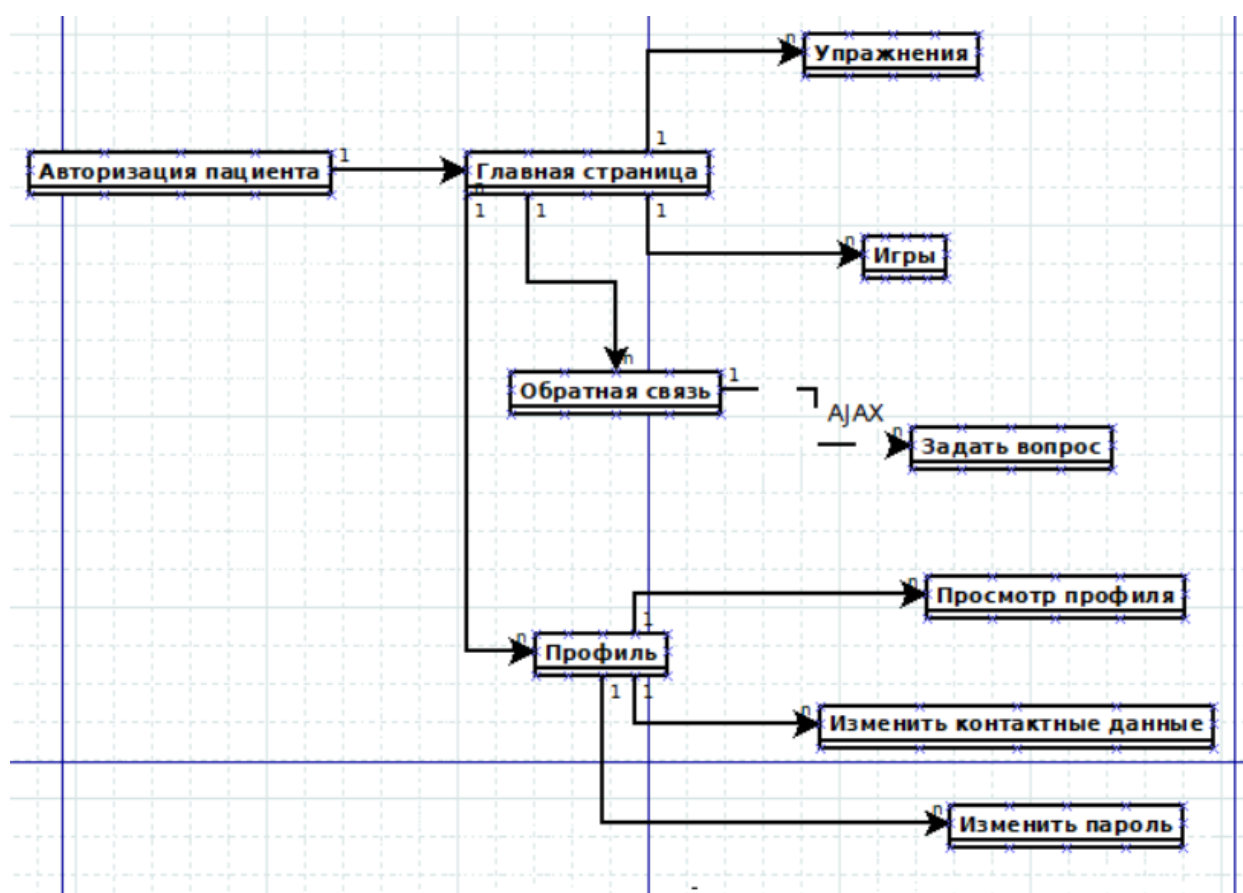 n
Упражнения
1
Авторизация пациента
1
Главная страница
n
1
1
1
n
Игры
n
Обратная связь
1
AJAX
n
Задать вопрос
n
Просмотр профиля
1
n
Профиль
1
1
n
Изменить контактные данные
n
Изменить пароль
-